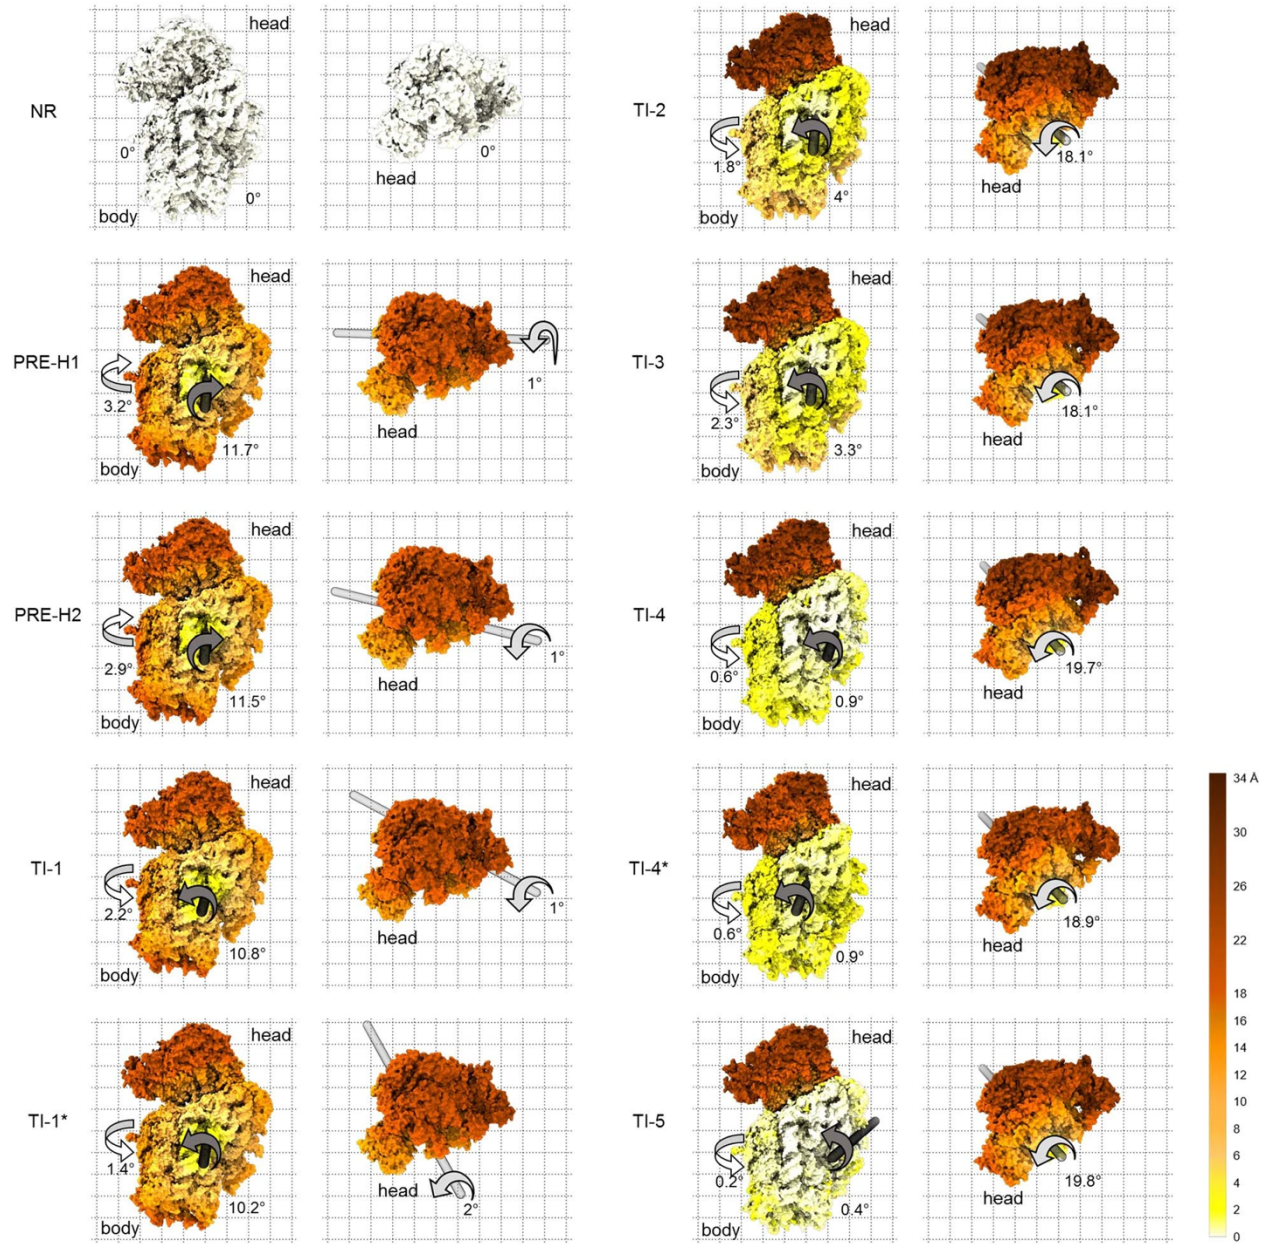 NR
head
0°
0°
body
0°
head
PRE-H1
head
3.2°
11.7°
body
1°
head
PRE-H2
head
2.9°
11.5°
body
1°
head
TI-1
head
2.2°
10.8°
body
1°
head
TI-1*
head
1.4°
10.2°
body
head
2°
TI-2
head
1.8°
4°
body
18.1°
head
TI-3
head
2.3°
3.3°
body
18.1°
head
TI-4
head
0.6°
0.9°
body
19.7°
head
TI-4*
head
0.6°
0.9°
body
18.9°
head
TI-5
head
0.2°
0.4°
body
19.8°
head
34 Å
30
26
22
18
16
14
12
10
8
6
4
2
0